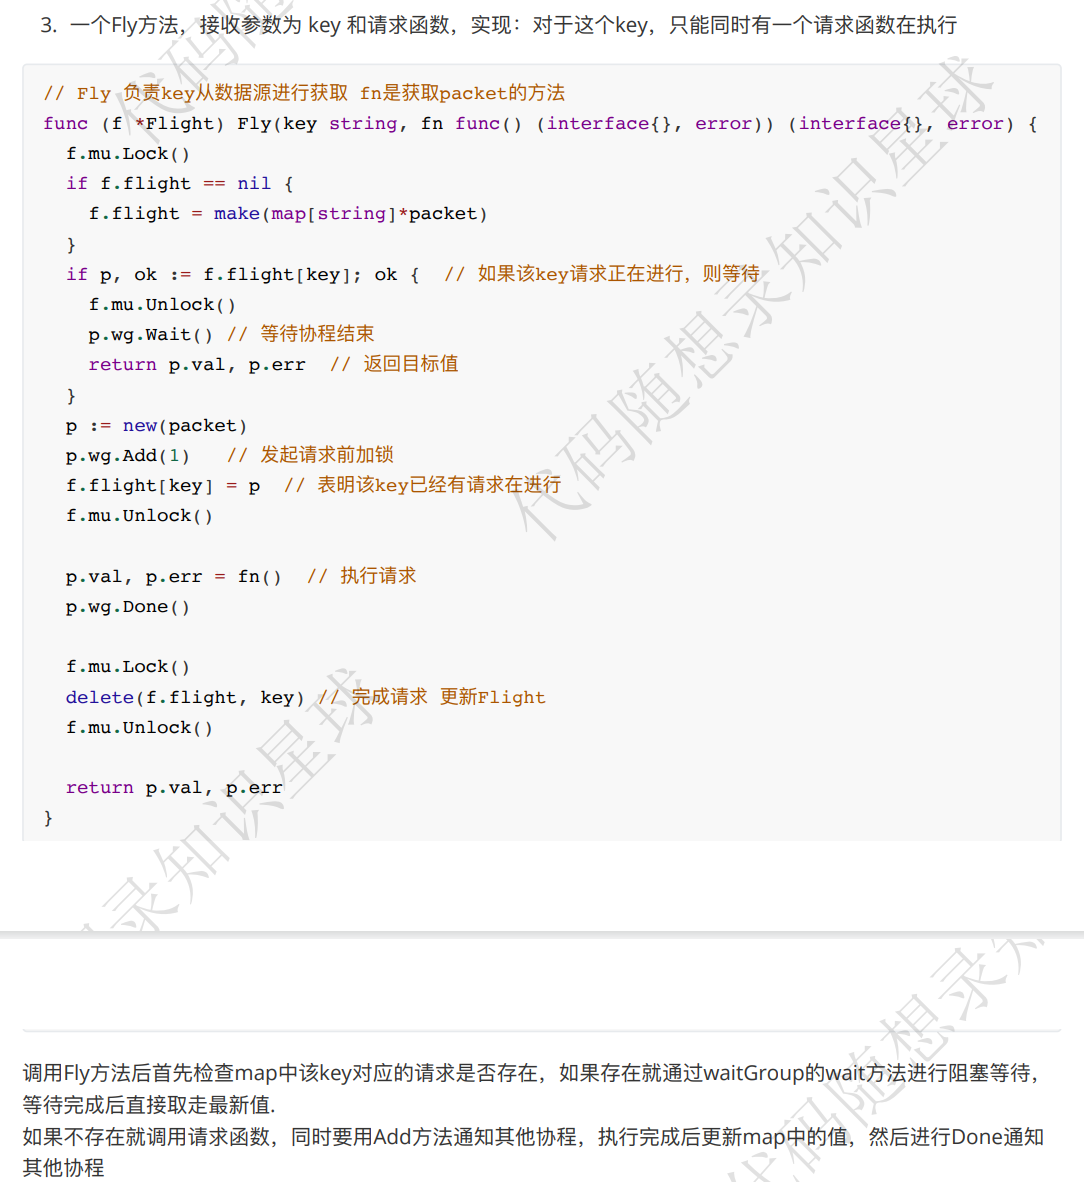 3. 一个Fly方法，接收参数为 key 和请求函数，实现：对于这个key，只能同时有一个请求函数在执行
// Fly 负责key从数据源进行获取 fn是获取packet的方法
func (f *Flight) Fly(key string, fn func() (interface{}, error)) (interface{}, error) {
  f.mu.Lock()
  if f.flight == nil {
    f.flight = make(map[string]*packet)
  }
  if p, ok := f.flight[key]; ok {  // 如果该key请求正在进行，则等待
    f.mu.Unlock()
    p.wg.Wait() // 等待协程结束
    return p.val, p.err  // 返回目标值
  }
  p := new(packet)
  p.wg.Add(1)   // 发起请求前加锁
  f.flight[key] = p  // 表明该key已经有请求在进行
  f.mu.Unlock()
  p.val, p.err = fn()  // 执行请求
  p.wg.Done()
  f.mu.Lock()
  delete(f.flight, key) // 完成请求 更新Flight
  f.mu.Unlock()
  return p.val, p.err
}
调用Fly方法后首先检查map中该key对应的请求是否存在，如果存在就通过waitGroup的wait方法进行阻塞等待，
等待完成后直接取走最新值.
如果不存在就调用请求函数，同时要用Add方法通知其他协程，执行完成后更新map中的值，然后进行Done通知
其他协程
代码随想录知识星球